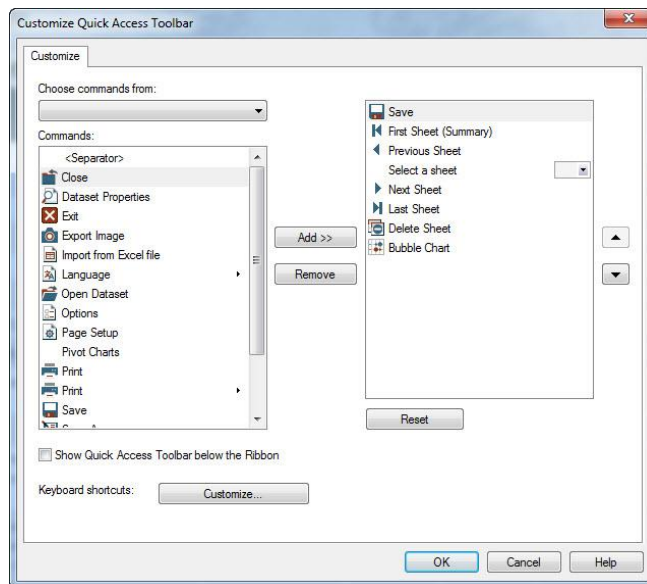 Customize Quick Access Toolbar
Customize
Choose commands from:
Commands:
<Separator>
Close
Dataset Properties
Exit
Export Image
Import from Excel file
Language
Open Dataset
Options
Page Setup
Pivot Charts
Print
Print
Save
Add >>
Remove
Save
First Sheet (Summary)
Previous Sheet
Select a sheet
Next Sheet
Last Sheet
Delete Sheet
Bubble Chart
Reset
Show Quick Access Toolbar below the Ribbon
Keyboard shortcuts:
Customize...
OK
Cancel
Help